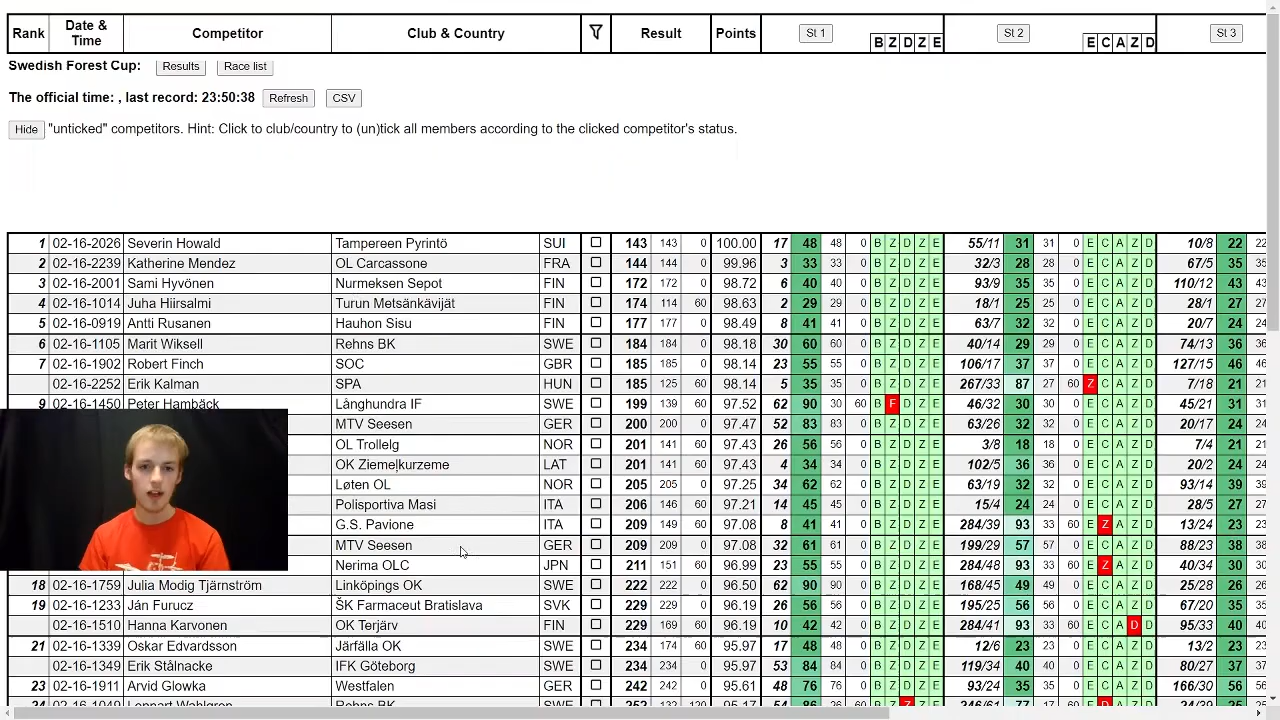 Rank Date & Time Competitor Club & Country Result Points St 1 B Z D Z E St 2 E C A Z D St 3
Swedish Forest Cup: Results Race list
The official time: , last record: 23:50:38 Refresh CSV
Hide "unticked" competitors. Hint: Click to club/country to (un)tick all members according to the clicked competitor's status.
1 02-16-2026 Severin Howald Tampereen Pyrintö SUI 143 143 0 100.00 17 48 48 0 B Z D Z E 55/11 31 31 0 E C A Z D 10/8 22 22
2 02-16-2239 Katherine Mendez OL Carcassone FRA 144 144 0 99.96 3 33 33 0 B Z D Z E 32/3 28 28 0 E C A Z D 67/5 35 35
3 02-16-2001 Sami Hyvönen Nurmeksen Sepot FIN 172 172 0 98.72 6 40 40 0 B Z D Z E 93/9 35 35 0 E C A Z D 110/12 43 43
4 02-16-1014 Juha Hiirsalmi Turun Metsänkävijät FIN 174 114 60 98.63 2 29 29 0 B Z D Z E 18/1 25 25 0 E C A Z D 28/1 27 27
5 02-16-0919 Antti Rusanen Hauhon Sisu FIN 177 177 0 98.49 8 41 41 0 B Z D Z E 63/7 32 32 0 E C A Z D 20/7 24 24
6 02-16-1105 Marit Wiksell Rehns BK SWE 184 184 0 98.18 30 60 60 0 B Z D Z E 40/14 29 29 0 E C A Z D 74/13 36 36
7 02-16-1902 Robert Finch SOC GBR 185 185 0 98.14 23 55 55 0 B Z D Z E 106/17 37 37 0 E C A Z D 127/15 46 46
02-16-2252 Erik Kalman SPA HUN 185 125 60 98.14 5 35 35 0 B Z D Z E 267/33 87 27 60 Z C A Z D 7/18 21 21
9 02-16-1450 Peter Hambäck Långhundra IF SWE 199 139 60 97.52 62 90 30 60 B F D Z E 46/32 30 30 0 E C A Z D 45/21 31 31
MTV Seesen GER 200 200 0 97.47 52 83 83 0 B Z D Z E 63/26 32 32 0 E C A Z D 20/17 24 24
OL Trollelg NOR 201 141 60 97.43 26 56 56 0 B Z D Z E 3/8 18 18 0 E C A Z D 7/4 21 21
OK Ziemeļkurzeme LAT 201 141 60 97.43 4 34 34 0 B Z D Z E 102/5 36 36 0 E C A Z D 20/2 24 24
Løten OL NOR 205 205 0 97.25 34 62 62 0 B Z D Z E 63/19 32 32 0 E C A Z D 93/14 39 39
Polisportiva Masi ITA 206 146 60 97.21 14 45 45 0 B Z D Z E 15/4 24 24 0 E C A Z D 28/5 27 27
G.S. Pavione ITA 209 149 60 97.08 8 41 41 0 B Z D Z E 284/39 93 33 60 E Z A Z D 13/24 23 23
MTV Seesen GER 209 209 0 97.08 32 61 61 0 B Z D Z E 199/29 57 57 0 E C A Z D 88/23 38 38
Nerima OLC JPN 211 151 60 96.99 23 55 55 0 B Z D Z E 284/48 93 33 60 E Z A Z D 40/34 30 30
18 02-16-1759 Julia Modig Tjärnström Linköpings OK SWE 222 222 0 96.50 62 90 90 0 B Z D Z E 168/45 49 49 0 E C A Z D 25/28 26 26
19 02-16-1233 Ján Furucz ŠK Farmaceut Bratislava SVK 229 229 0 96.19 26 56 56 0 B Z D Z E 195/25 56 56 0 E C A Z D 67/20 35 35
02-16-1510 Hanna Karvonen OK Terjärv FIN 229 169 60 96.19 10 42 42 0 B Z D Z E 284/41 93 33 60 E C A D D 95/33 40 40
21 02-16-1339 Oskar Edvardsson Järfälla OK SWE 234 174 60 95.97 17 48 48 0 B Z D Z E 12/6 23 23 0 E C A Z D 13/2 23 23
02-16-1349 Erik Stålnacke IFK Göteborg SWE 234 234 0 95.97 53 84 84 0 B Z D Z E 119/34 40 40 0 E C A Z D 80/27 37 37
23 02-16-1911 Arvid Glowka Westfalen GER 242 242 0 95.61 48 76 76 0 B Z D Z E 93/24 35 35 0 E C A Z D 166/30 56 56